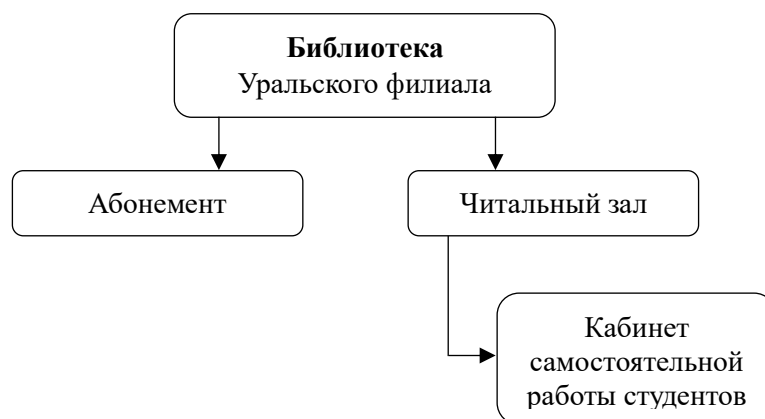 Библиотека
Уральского филиала
Абонемент
Читальный зал
Кабинет
самостоятельной
работы студентов